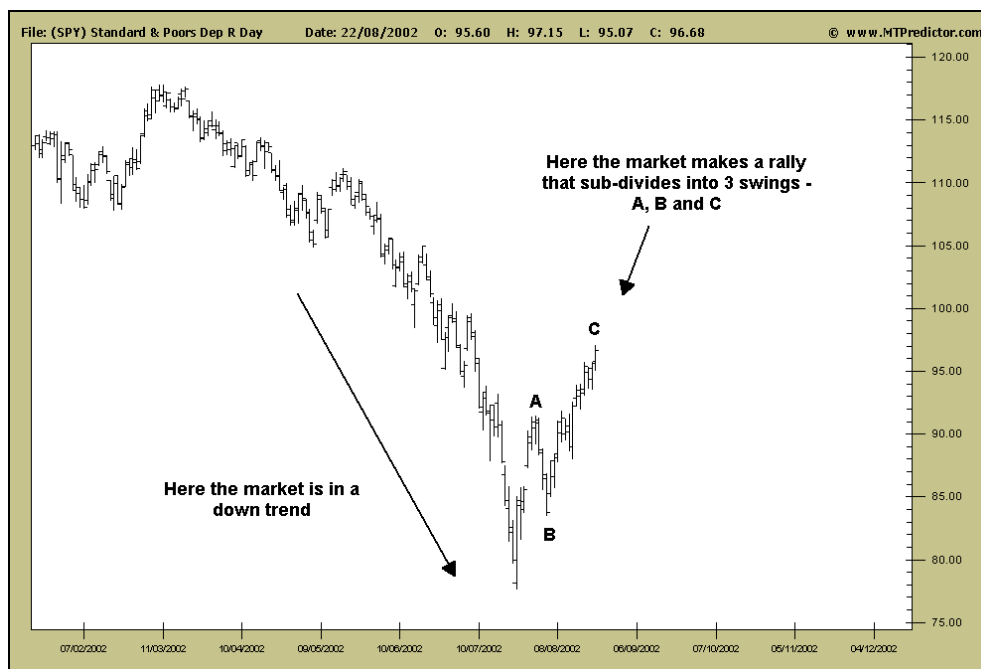 File: (SPY) Standard & Poors Dep R Day Date: 22/08/2002 O: 95.60 H: 97.15 L: 95.07 C: 96.68 © www.MTPredictor.com
120.00
115.00
Here the market makes a rally
that sub-divides into 3 swings -
A, B and C
110.00
105.00
100.00
C
95.00
A
90.00
Here the market is in a
down trend
85.00
B
80.00
75.00
07/02/2002 11/03/2002 10/04/2002 09/05/2002 10/06/2002 10/07/2002 08/08/2002 06/09/2002 07/10/2002 05/11/2002 04/12/2002